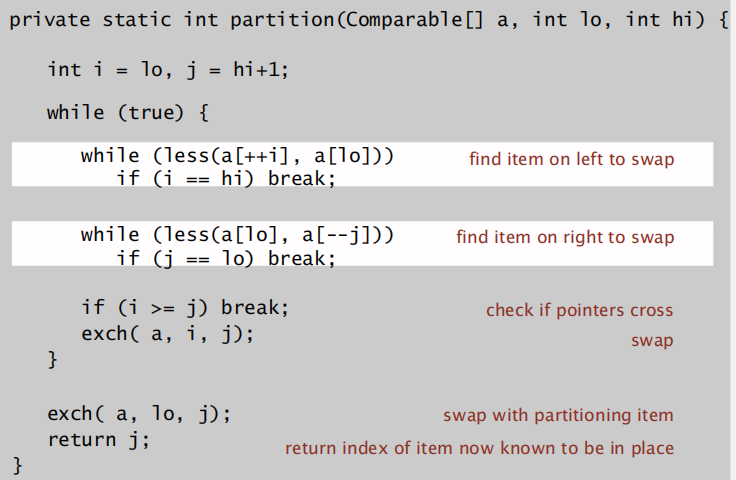 private static int partition(Comparable[] a, int lo, int hi) {
int i = lo, j = hi+1;
while (true) {
while (less(a[++i], a[lo])) find item on left to swap
if (i == hi) break;
while (less(a[lo], a[--j])) find item on right to swap
if (j == lo) break;
if (i >= j) break; check if pointers cross
exch( a, i, j); swap
}
exch( a, lo, j); swap with partitioning item
return j; return index of item now known to be in place
}